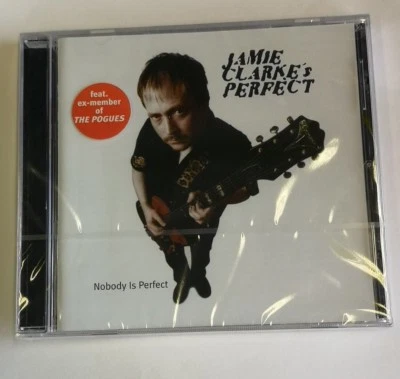 JAMIE
CLARKE's
PERFECT
feat.
ex-member
of
THE POGUES
Nobody Is Perfect